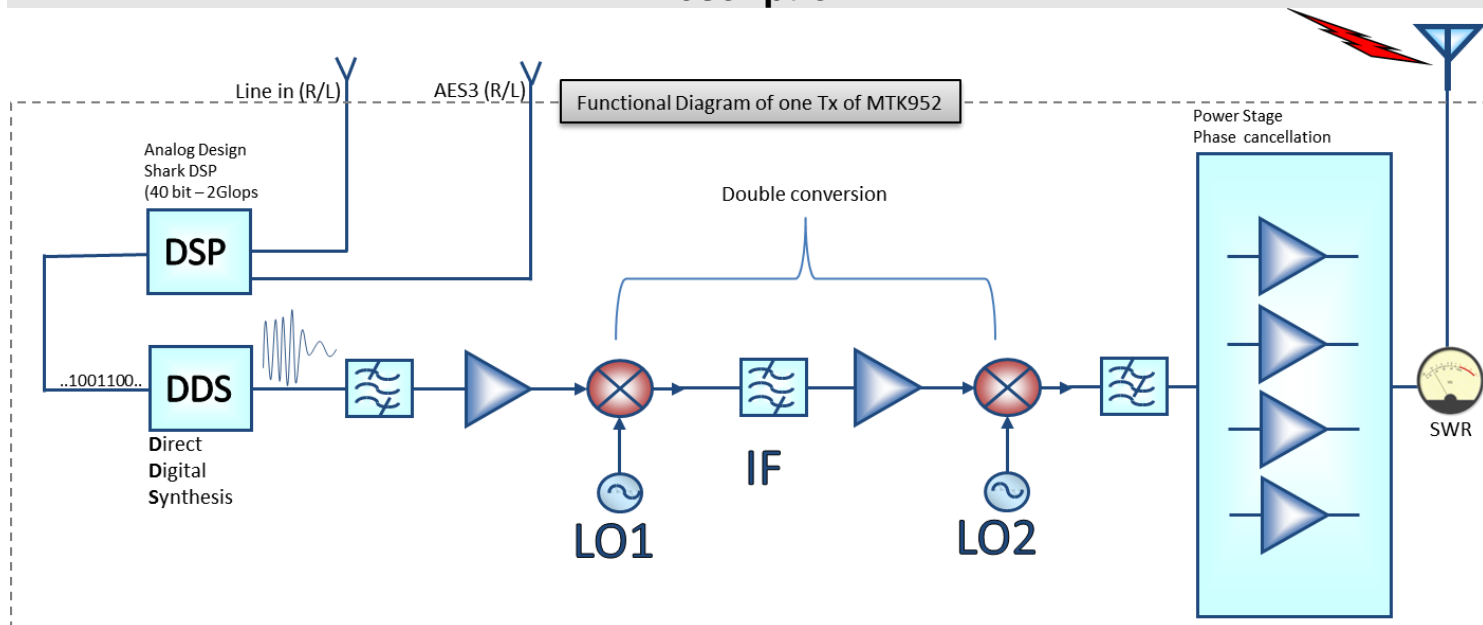 Line in (R/L)
AES3 (R/L)
Functional Diagram of one Tx of MTK952
Power Stage
Phase cancellation
Analog Design
Shark DSP
(40 bit – 2Glops
Double conversion
DSP
..1001100..
DDS
Direct
Digital
Synthesis
IF
LO1
LO2
SWR